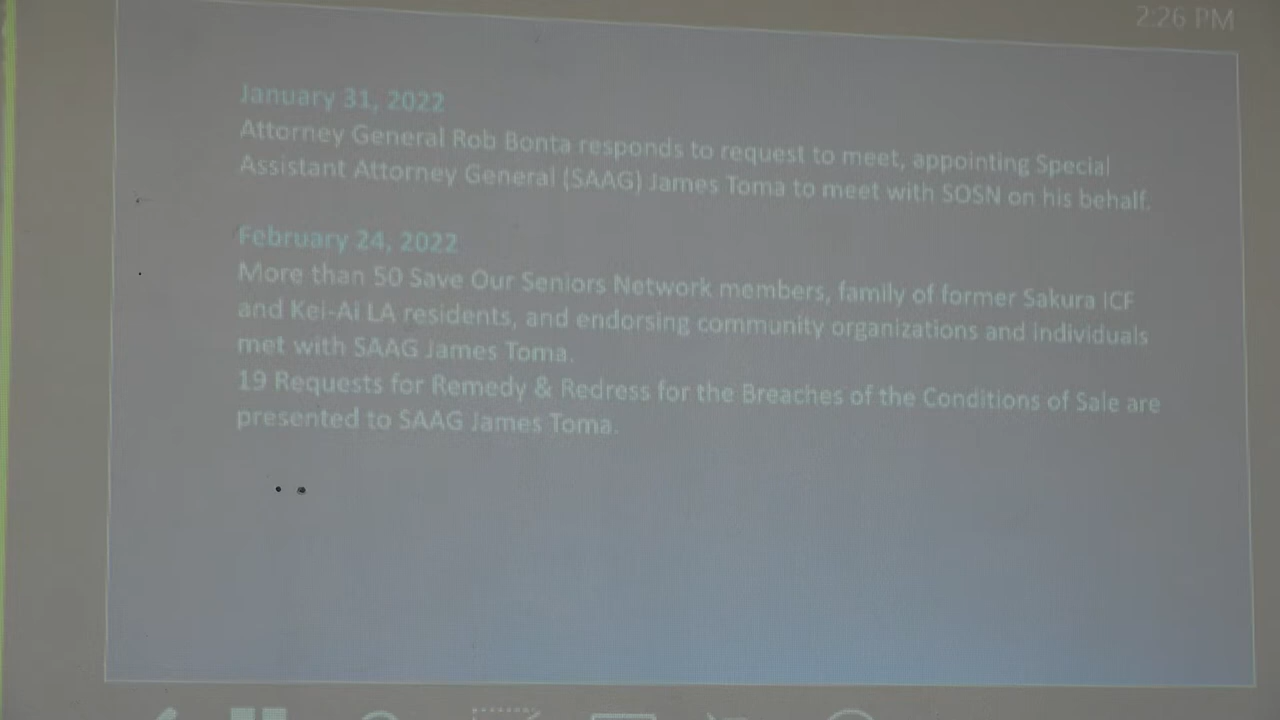 2:26 PM
January 31, 2022
Attorney General Rob Bonta responds to request to meet, appointing Special
Assistant Attorney General (SAAG) James Toma to meet with SOSN on his behalf.
February 24, 2022
More than 50 Save Our Seniors Network members, family of former Sakura ICF
and Kei-Ai LA residents, and endorsing community organizations and individuals
met with SAAG James Toma.
19 Requests for Remedy & Redress for the Breaches of the Conditions of Sale are
presented to SAAG James Toma.